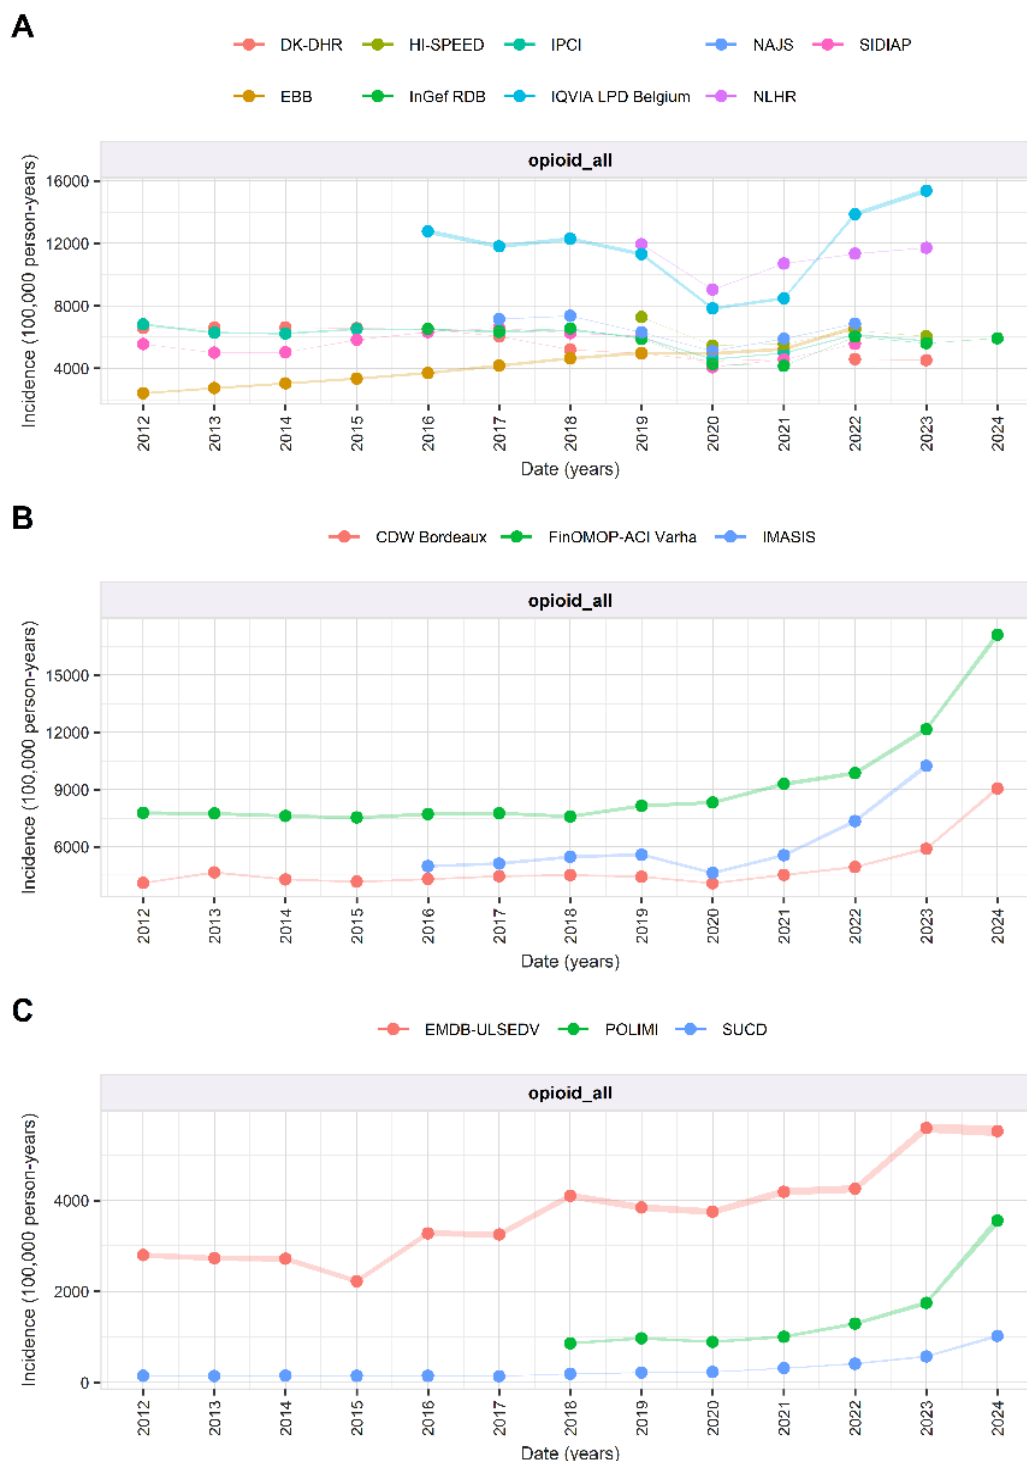 A
DK-DHR HI-SPEED IPCI NAJS SIDIAP
EBB InGef RDB IQVIA LPD Belgium NLHR
opioid_all
Incidence (100,000 person-years)
16000
12000
8000
4000
2012 2013 2014 2015 2016 2017 2018 2019 2020 2021 2022 2023 2024
Date (years)
B
CDW Bordeaux FinOMOP-ACI Varha IMASIS
opioid_all
Incidence (100,000 person-years)
15000
12000
9000
6000
2012 2013 2014 2015 2016 2017 2018 2019 2020 2021 2022 2023 2024
Date (years)
C
EMDB-ULSEDV POLIMI SUCD
opioid_all
Incidence (100,000 person-years)
4000
2000
0
2012 2013 2014 2015 2016 2017 2018 2019 2020 2021 2022 2023 2024
Date (years)